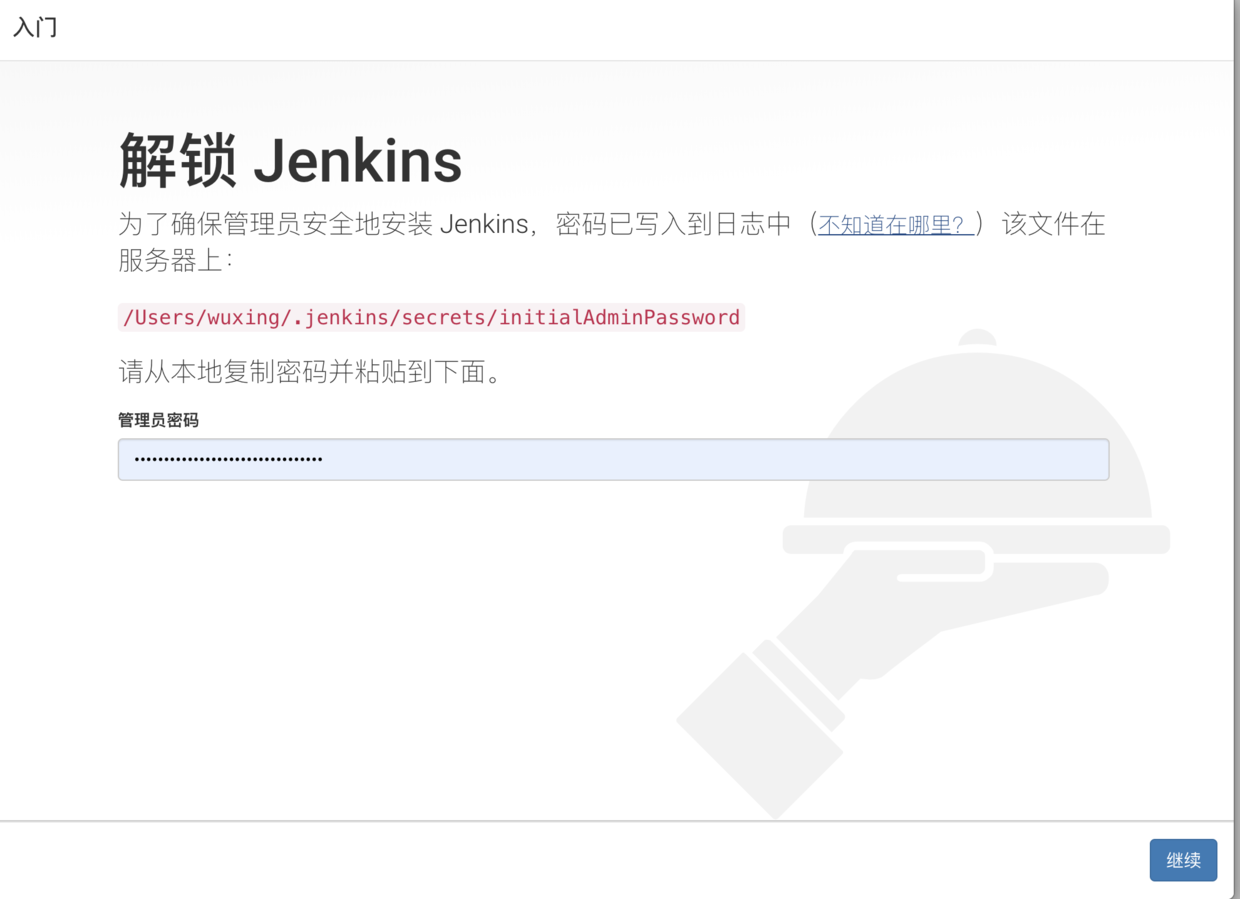 入门
解锁 Jenkins
为了确保管理员安全地安装 Jenkins，密码已写入到日志中（不知道在哪里？）该文件在
服务器上：
/Users/wuxing/.jenkins/secrets/initialAdminPassword
请从本地复制密码并粘贴到下面。
管理员密码
••••••••••••••••••••••••••••••••
继续